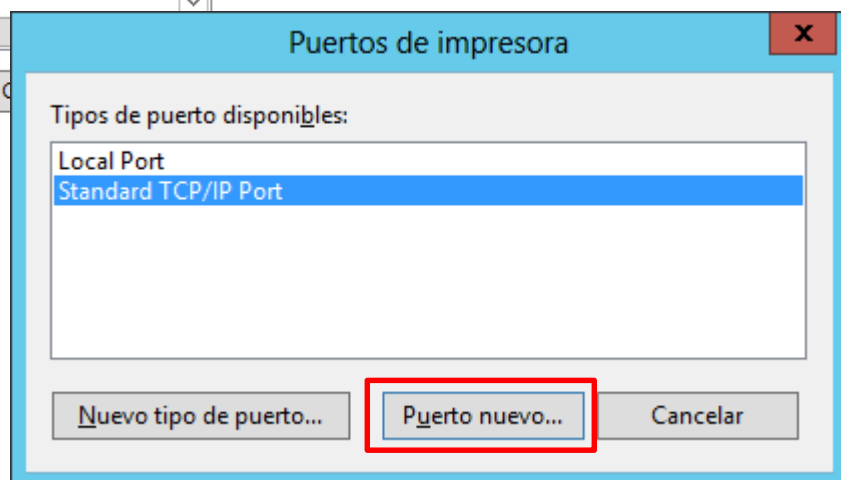 Puertos de impresora
x
Tipos de puerto disponibles:
Local Port
Standard TCP/IP Port
Nuevo tipo de puerto... Puerto nuevo... Cancelar